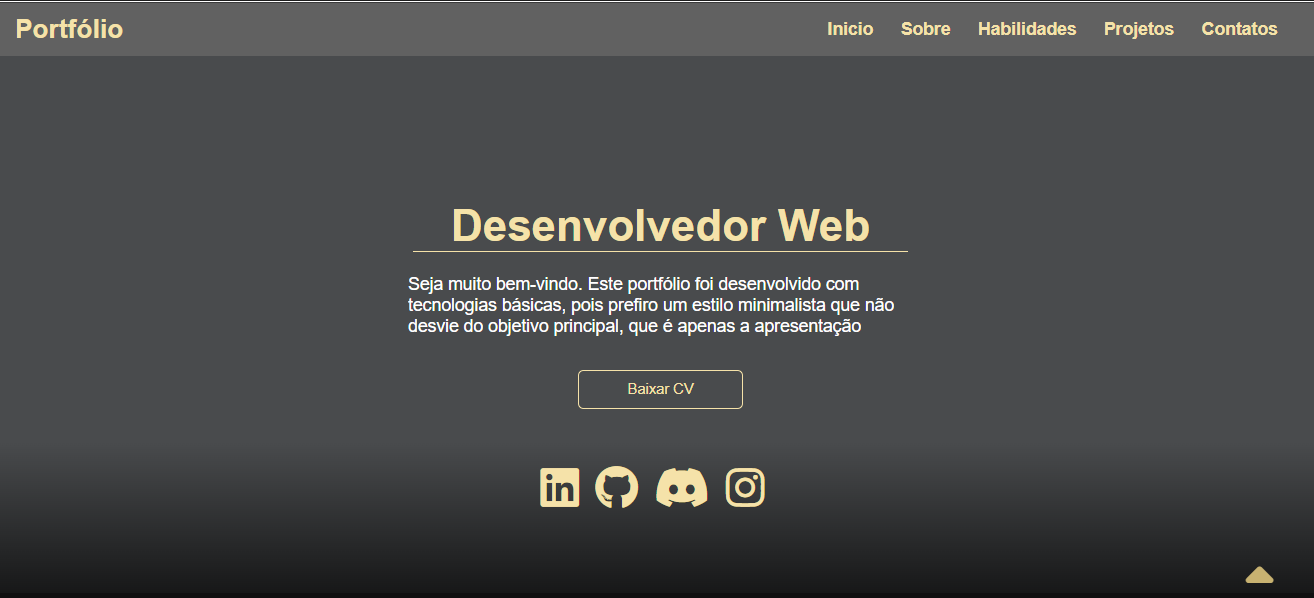 Portfólio
Inicio Sobre Habilidades Projetos Contatos
Desenvolvedor Web
Seja muito bem-vindo. Este portfólio foi desenvolvido com
tecnologias básicas, pois prefiro um estilo minimalista que não
desvie do objetivo principal, que é apenas a apresentação
Baixar CV
in